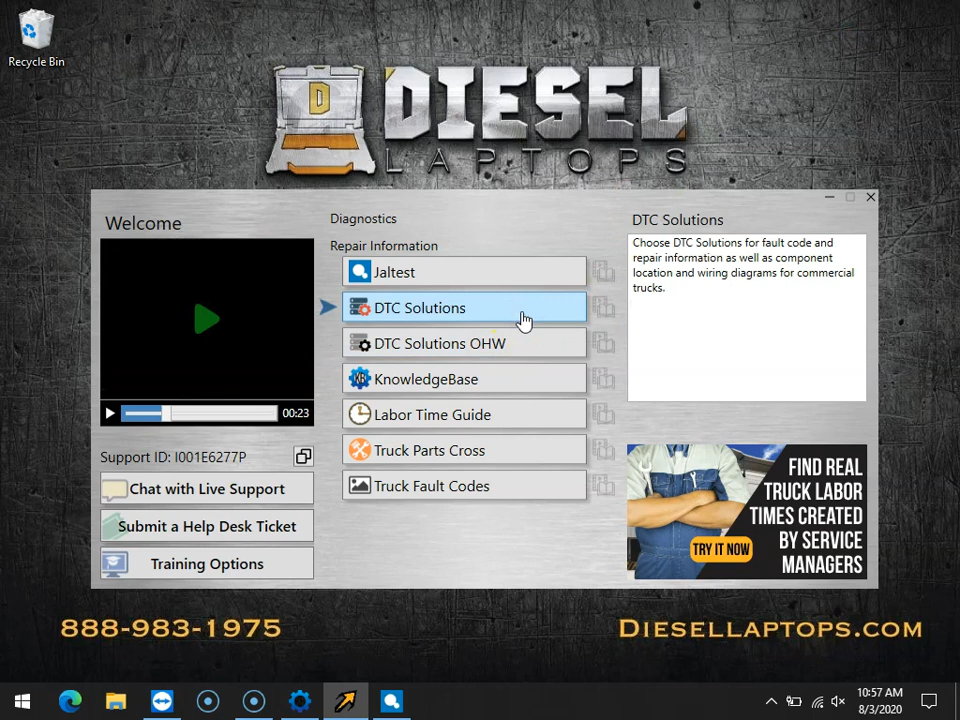 Recycle Bin
D DIESEL
LAPTOPS
Welcome
00:23
Support ID: I001E6277P
Chat with Live Support
Submit a Help Desk Ticket
Training Options
Diagnostics
Repair Information
Jaltest
DTC Solutions
DTC Solutions OHW
KB KnowledgeBase
Labor Time Guide
Truck Parts Cross
Truck Fault Codes
DTC Solutions
Choose DTC Solutions for fault code and
repair information as well as component
location and wiring diagrams for commercial
trucks.
FIND REAL
TRUCK LABOR
TIMES CREATED
BY SERVICE
MANAGERS
TRY IT NOW
888-983-1975
Diesellaptops.com
10:57 AM
8/3/2020